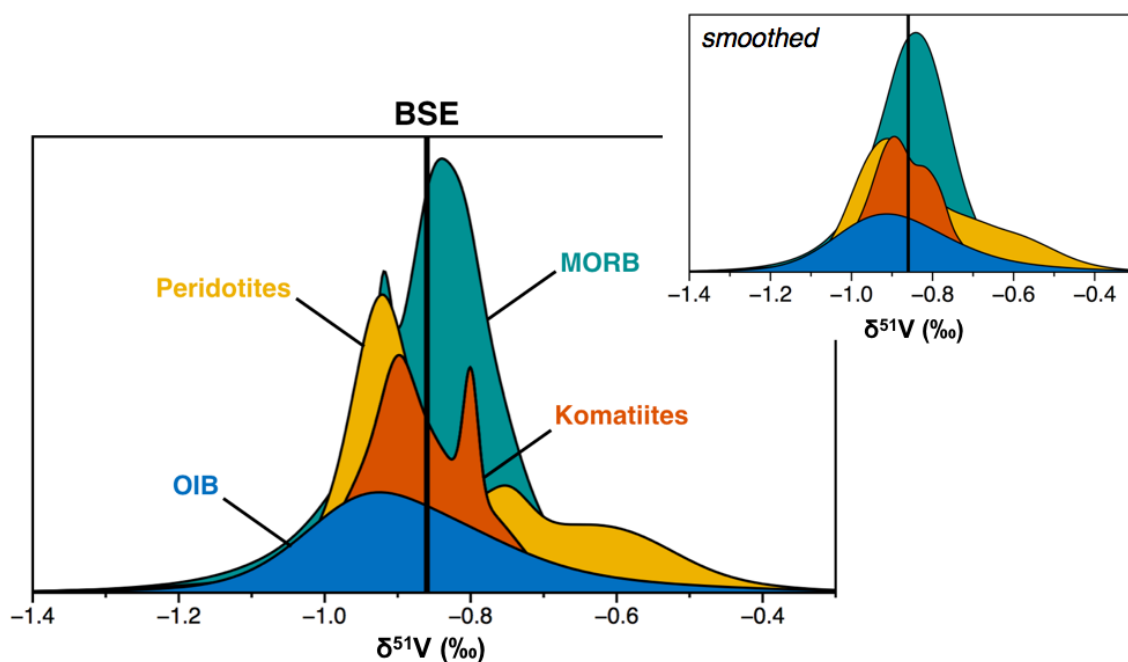 smoothed
−1.4 −1.2 −1.0 −0.8 −0.6 −0.4
δ⁵¹V (‰)
BSE
MORB
Peridotites
Komatiites
OIB
−1.4 −1.2 −1.0 −0.8 −0.6 −0.4
δ⁵¹V (‰)